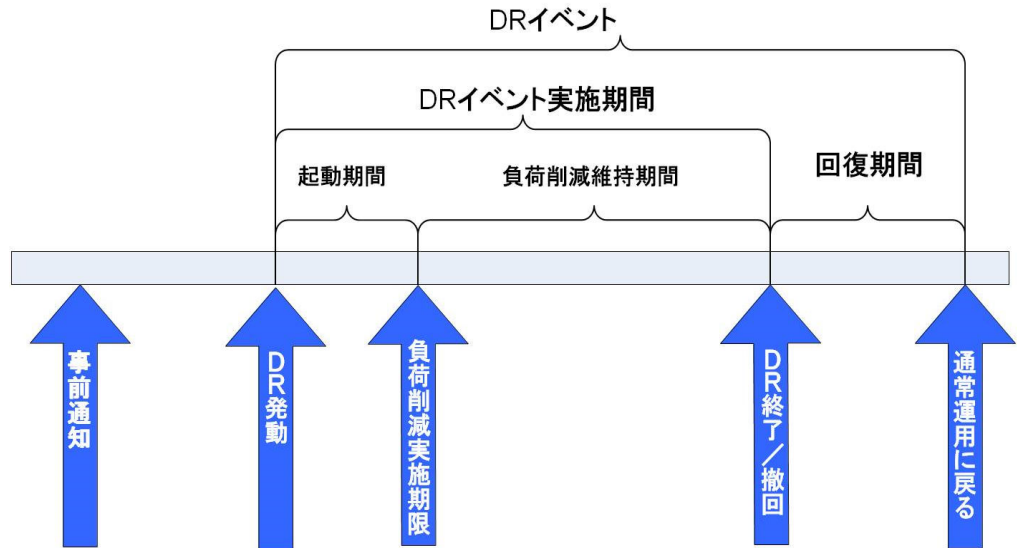 DRイベント
DRイベント実施期間
起動期間
負荷削減維持期間
回復期間
事前通知
DR発動
負荷削減実施期限
DR終了／撤回
通常運用に戻る